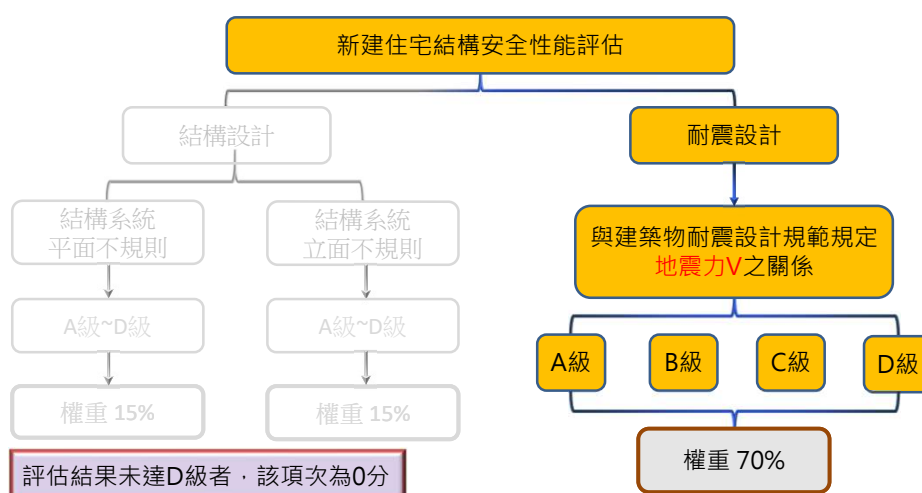 新建住宅結構安全性能評估
結構設計
耐震設計
結構系統
平面不規則
結構系統
立面不規則
與建築物耐震設計規範規定
地震力V之關係
A級~D級
A級~D級
A級
B級
C級
D級
權重 15%
權重 15%
權重 70%
評估結果未達D級者，該項次為0分